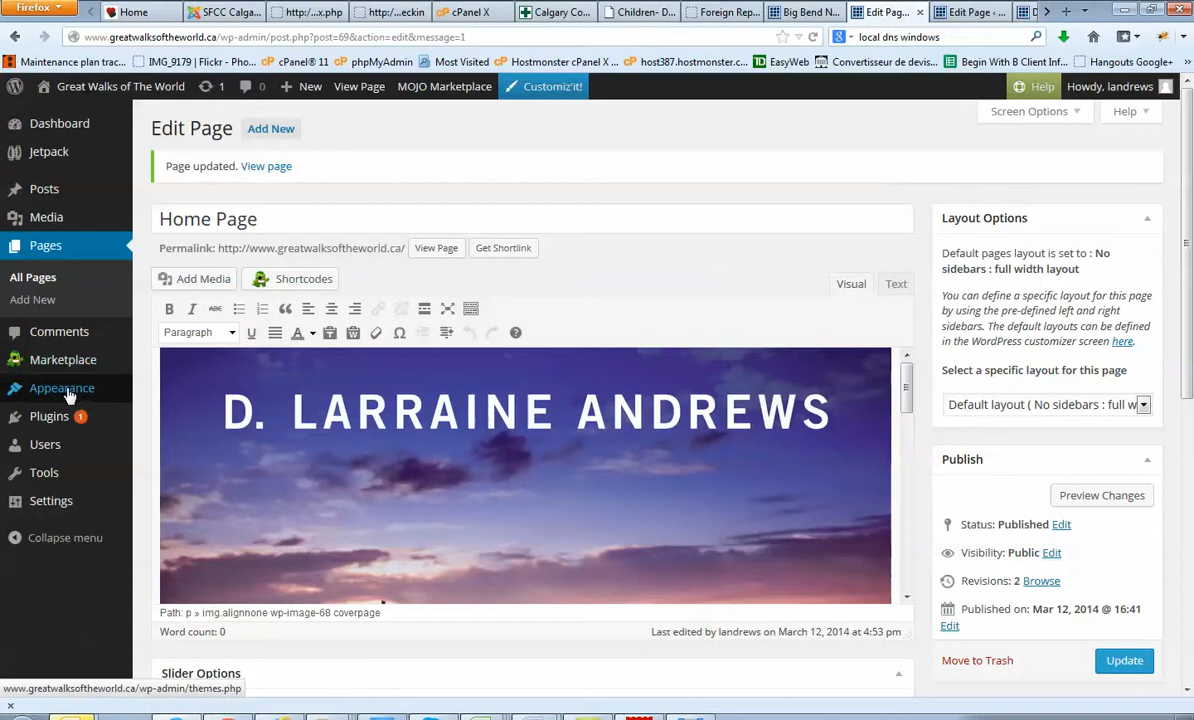 Firefox
Home
SFCC Calga...
http:/...x.php
http:/...eckin
cPanel X
Calgary Co...
Children- D...
Foreign Rep...
Big Bend N...
Edit Pag...
Edit Page ‹ ...
www.greatwalksoftheworld.ca/wp-admin/post.php?post=69&action=edit&message=1
local dns windows
Maintenance plan trac...
IMG_9179 | Flickr - Pho...
cPanel® 11
phpMyAdmin
Most Visited
Hostmonster cPanel X ...
host387.hostmonster.c...
EasyWeb
Convertisseur de devis...
Begin With B Client Inf...
Hangouts Google+
Great Walks of The World
1
0
New
View Page
MOJO Marketplace
Customiz'it!
Help
Howdy, landrews
Dashboard
Jetpack
Posts
Media
Pages
All Pages
Add New
Comments
Marketplace
Appearance
Plugins 1
Users
Tools
Settings
Collapse menu
Screen Options
Help
Edit Page
Add New
Page updated. View page
Home Page
Permalink: http://www.greatwalksoftheworld.ca/
View Page
Get Shortlink
Add Media
Shortcodes
Visual
Text
B I ABC
Paragraph
U A
D. LARRAINE ANDREWS
Path: p » img.alignnone wp-image-68 coverpage
Word count: 0
Last edited by landrews on March 12, 2014 at 4:53 pm
Slider Options
Layout Options
Default pages layout is set to : No
sidebars : full width layout
You can define a specific layout for this page
by using the pre-defined left and right
sidebars. The default layouts can be defined
in the WordPress customizer screen here.
Select a specific layout for this page
Default layout ( No sidebars : full w
Publish
Preview Changes
Status: Published Edit
Visibility: Public Edit
Revisions: 2 Browse
Published on: Mar 12, 2014 @ 16:41
Edit
Move to Trash
Update
www.greatwalksoftheworld.ca/wp-admin/themes.php